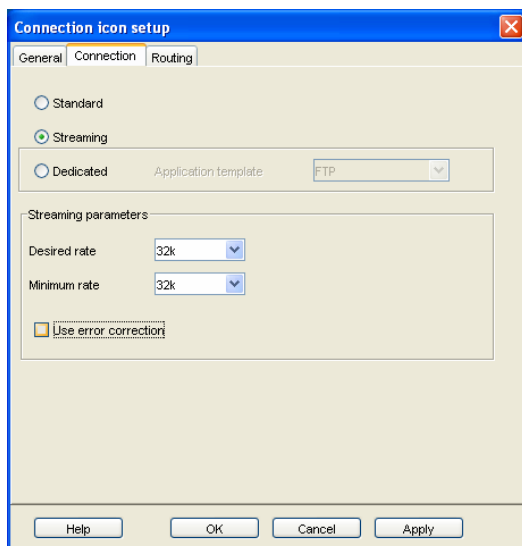 Connection icon setup
General Connection Routing
Standard
Streaming
Dedicated Application template FTP
Streaming parameters
Desired rate 32k
Minimum rate 32k
Use error correction
Help OK Cancel Apply